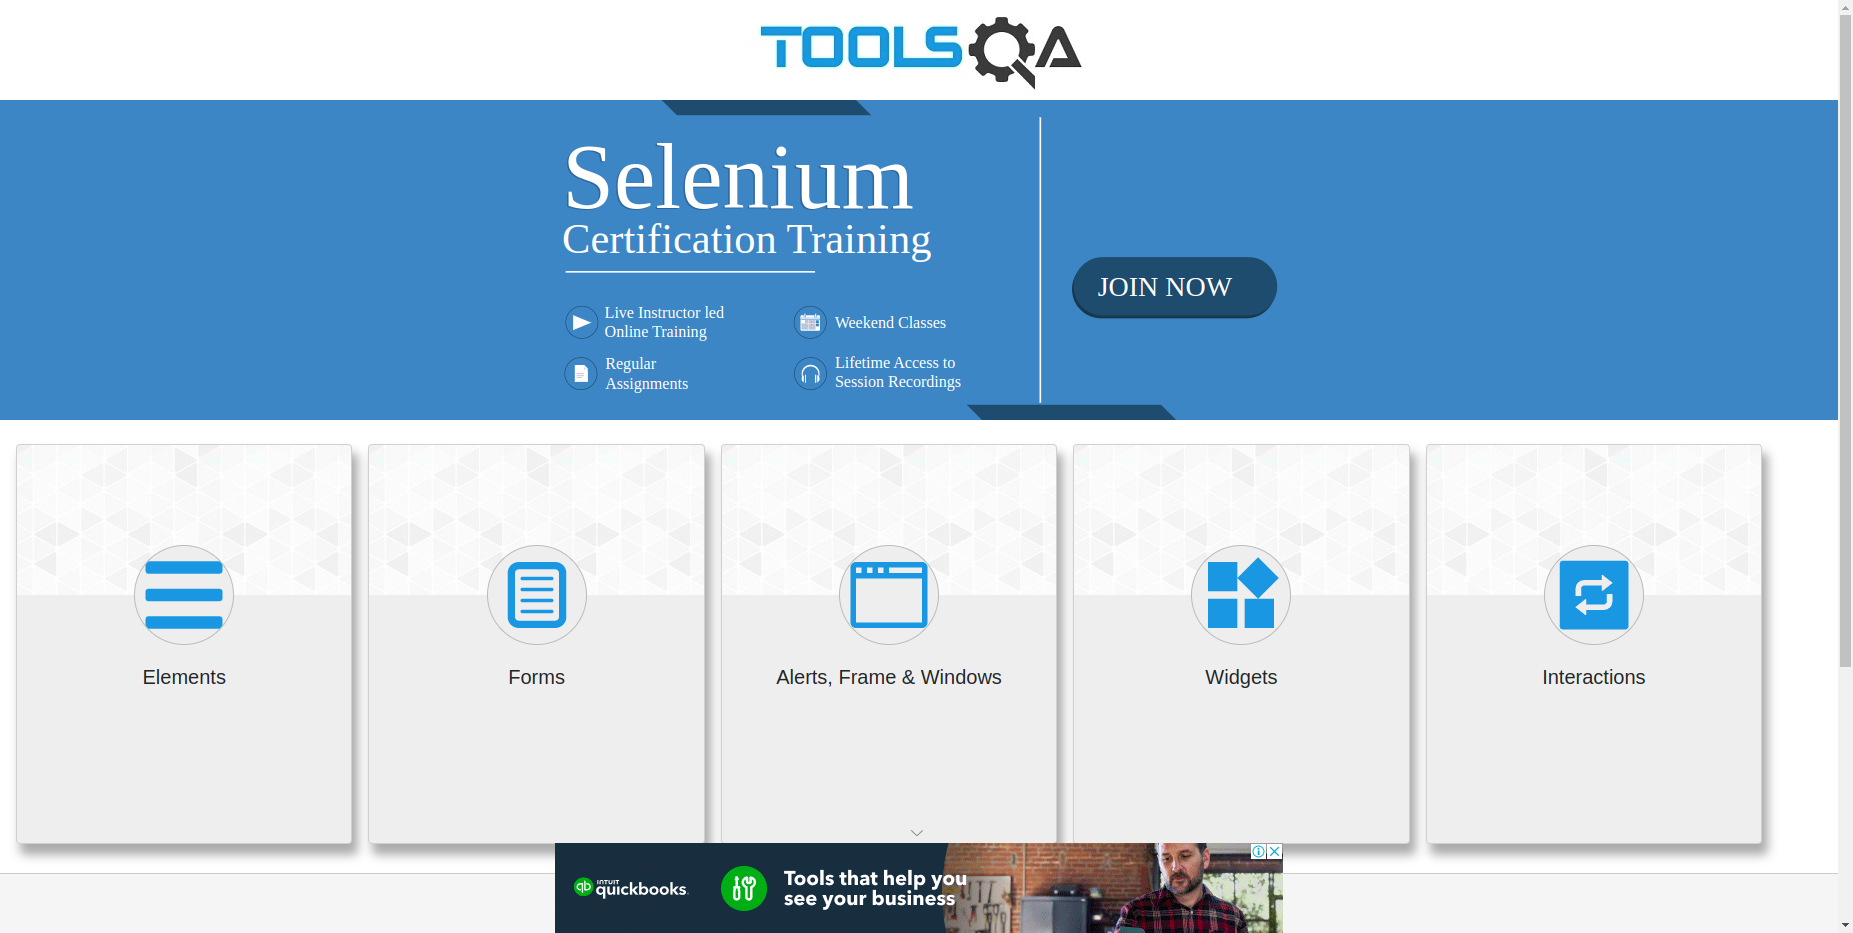 TOOLSQA
Selenium
Certification Training
JOIN NOW
Live Instructor led
Online Training
Weekend Classes
Regular
Assignments
Lifetime Access to
Session Recordings
Elements
Forms
Alerts, Frame & Windows
Widgets
Interactions
qb
INTUIT
quickbooks.
Tools that help you
see your business